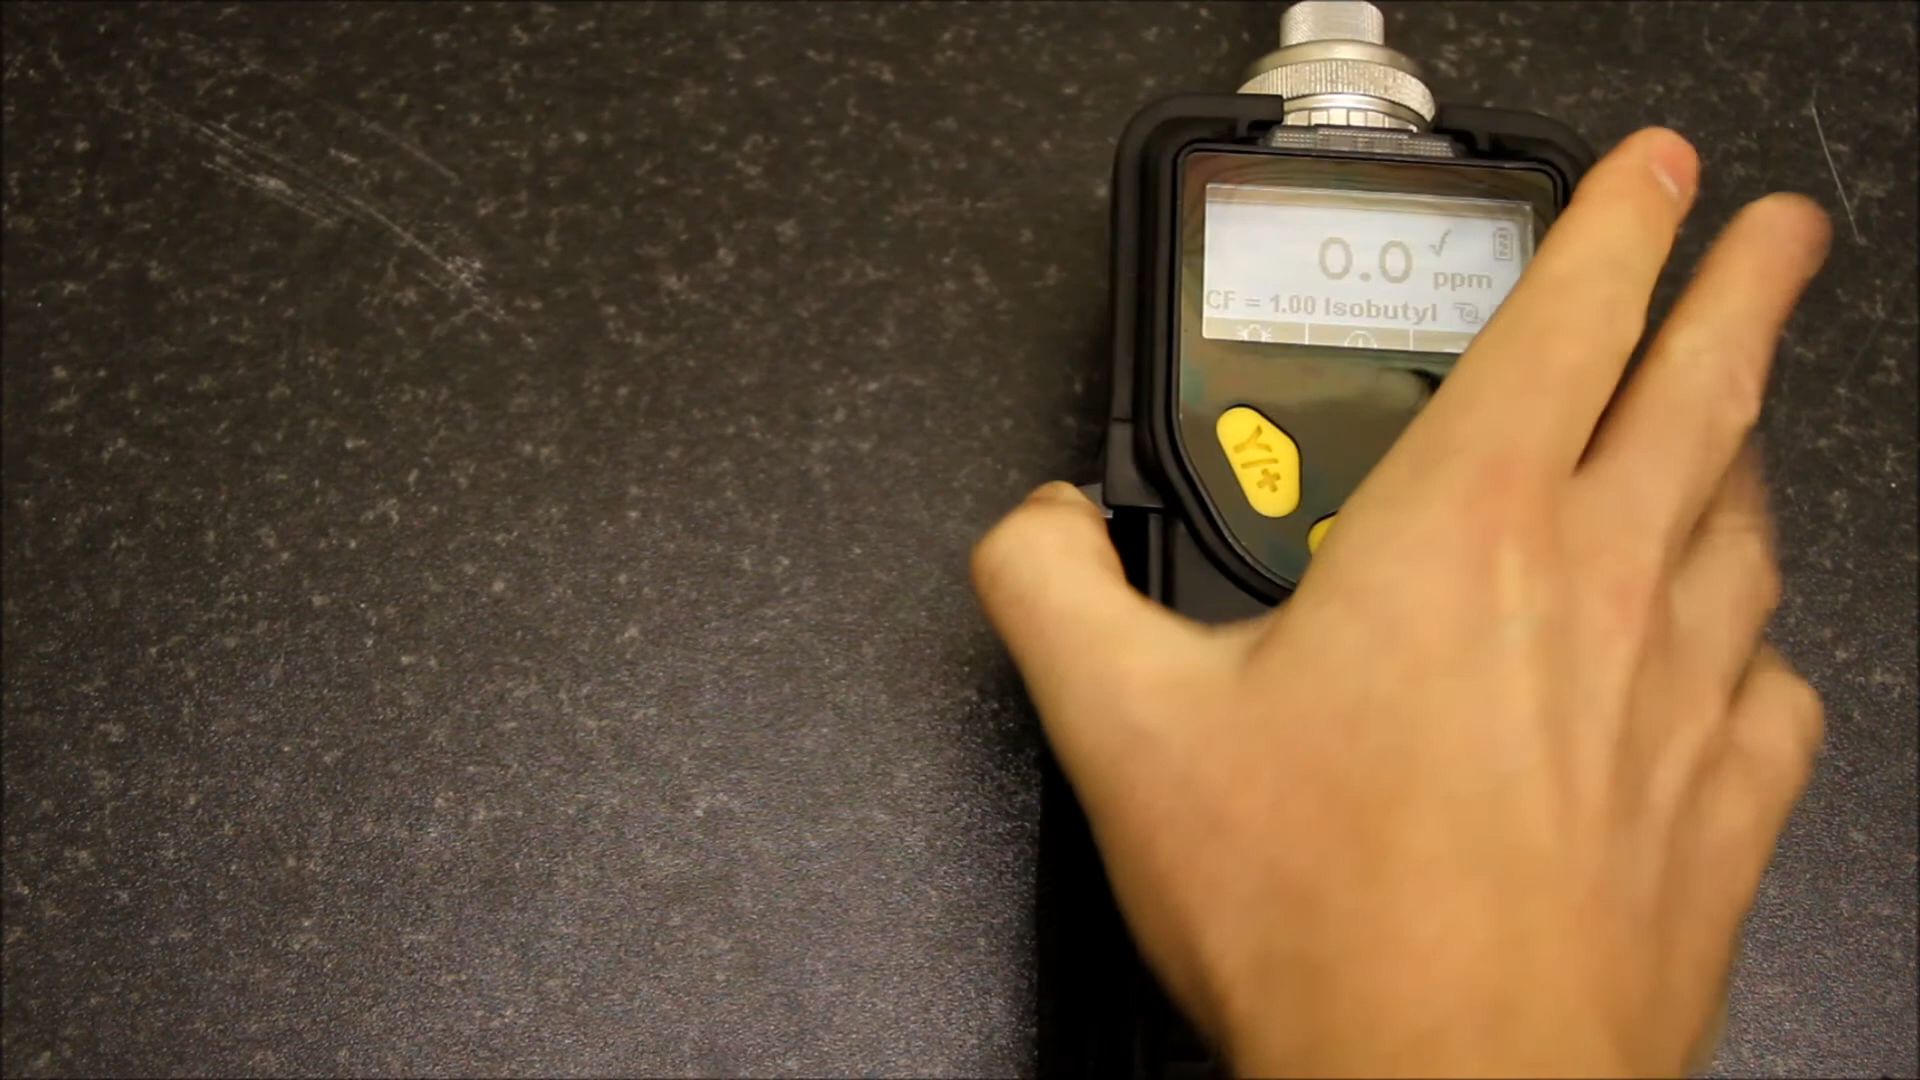 0.0 ppm
CF = 1.00 Isobutyl
Y/+